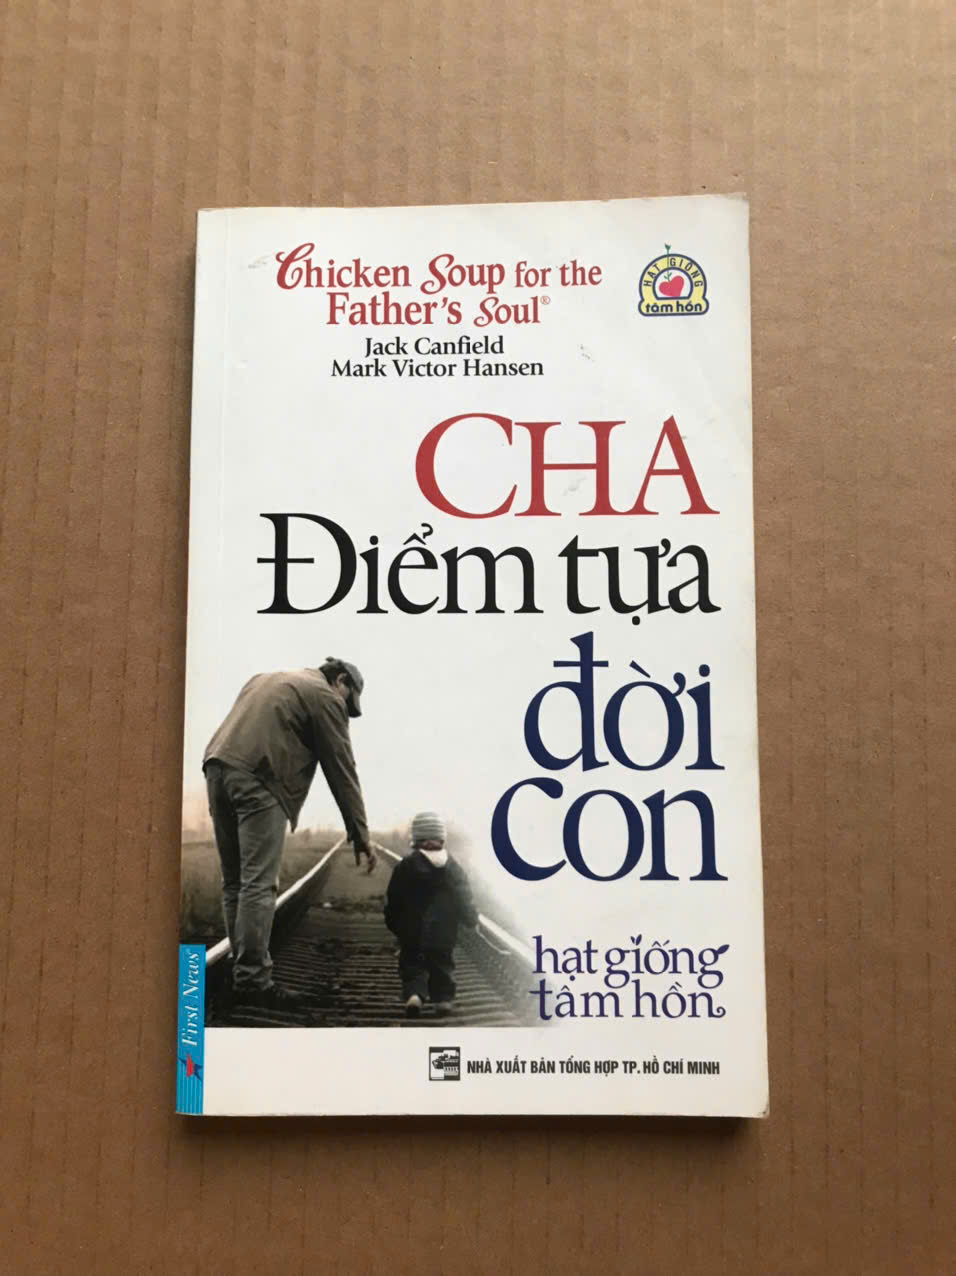 Chicken Soup for the
Father's Soul®
Jack Canfield
Mark Victor Hansen
HẠT GIỐNG
tâm hồn
CHA
Điểm tựa
đời
con
hạt giống
tâm hồn
First News
NHÀ XUẤT BẢN TỔNG HỢP TP. HỒ CHÍ MINH